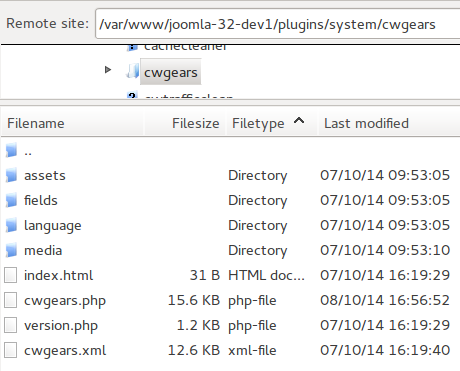 Remote site: /var/www/joomla-32-dev1/plugins/system/cwgears
cachecleaner
cwgears
Filename Filesize Filetype Last modified
..
assets Directory 07/10/14 09:53:05
fields Directory 07/10/14 09:53:05
language Directory 07/10/14 09:53:05
media Directory 07/10/14 09:53:10
index.html 31 B HTML doc... 07/10/14 16:19:29
cwgears.php 15.6 KB php-file 08/10/14 16:56:52
version.php 1.2 KB php-file 07/10/14 16:19:29
cwgears.xml 12.6 KB xml-file 07/10/14 16:19:40